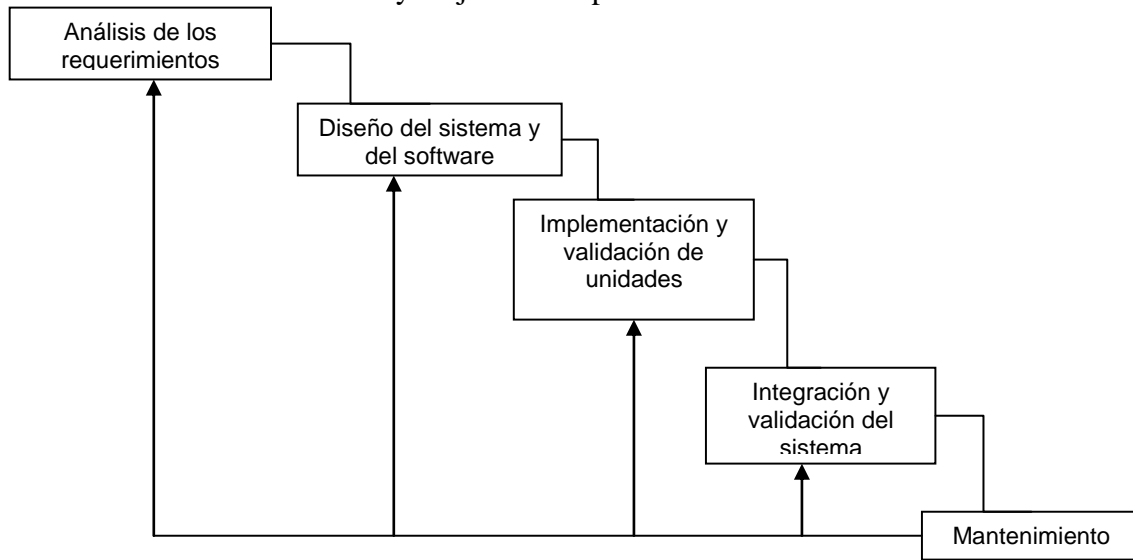 Análisis de los
requerimientos
Diseño del sistema y
del software
Implementación y
validación de
unidades
Integración y
validación del
sistema
Mantenimiento